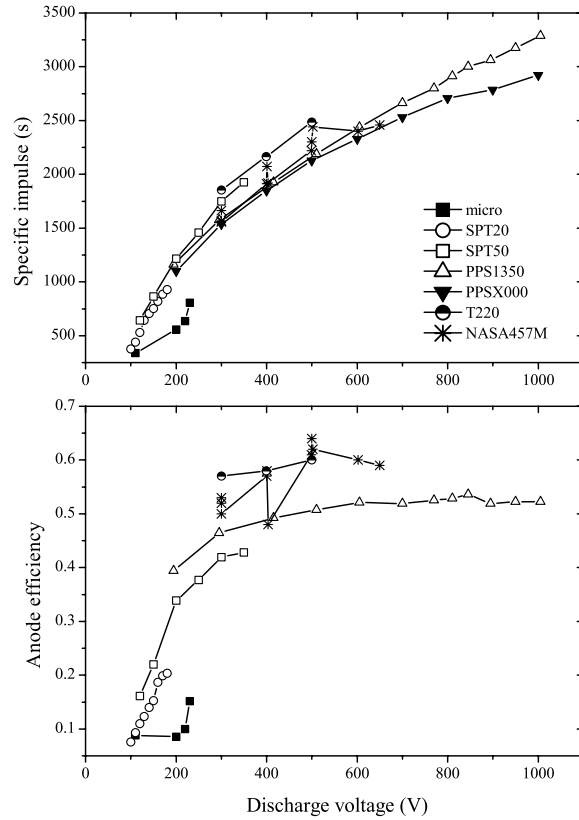 3500
3000
2500
2000
1500
1000
500
Specific impulse (s)
micro
SPT20
SPT50
PPS1350
PPSX000
T220
NASA457M
0 200 400 600 800 1000
0.7
0.6
0.5
0.4
0.3
0.2
0.1
Anode efficiency
0 200 400 600 800 1000
Discharge voltage (V)